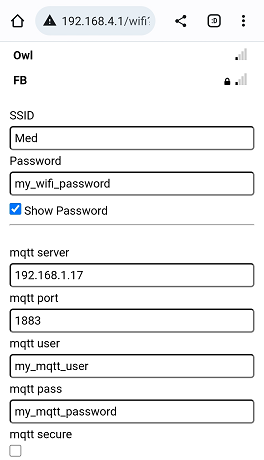 192.168.4.1/wifi?
:D
Owl
FB
SSID
Med
Password
my_wifi_password
Show Password
mqtt server
192.168.1.17
mqtt port
1883
mqtt user
my_mqtt_user
mqtt pass
my_mqtt_password
mqtt secure